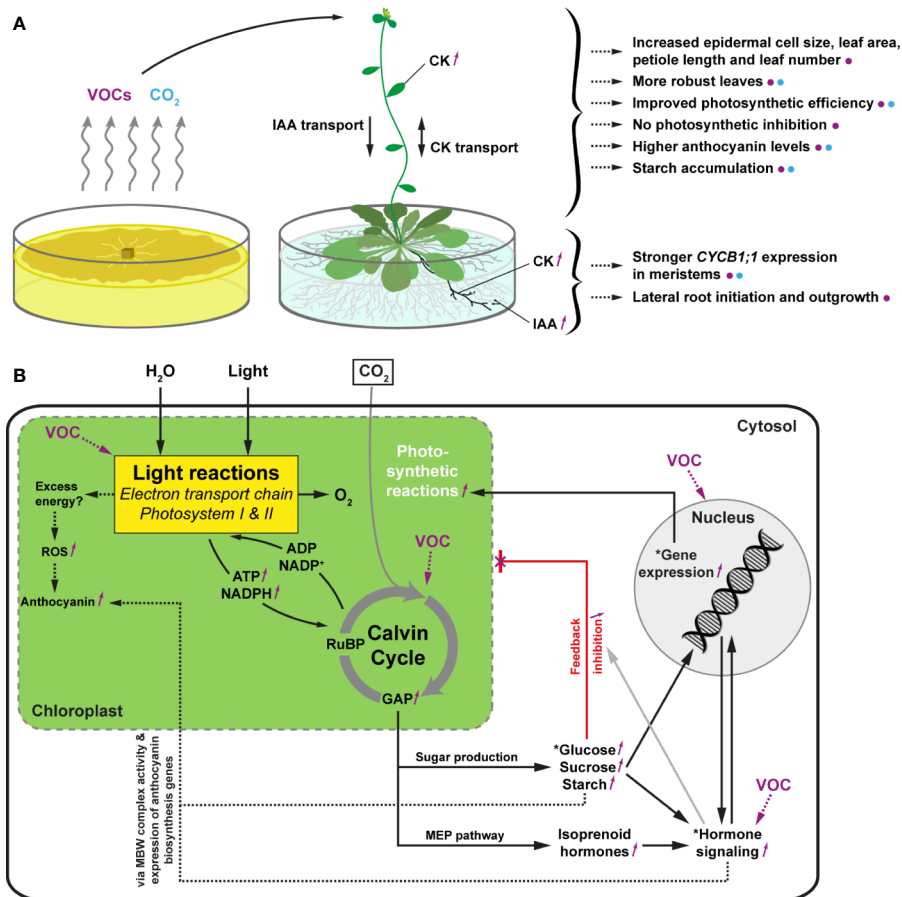 A
VOCs
CO2
CK
IAA transport
CK transport
CK
IAA
Increased epidermal cell size, leaf area,
petiole length and leaf number
More robust leaves
Improved photosynthetic efficiency
No photosynthetic inhibition
Higher anthocyanin levels
Starch accumulation
Stronger CYCB1;1 expression
in meristems
Lateral root initiation and outgrowth
B
H2O
Light
CO2
Cytosol
VOC
Light reactions
Electron transport chain
Photosystem I & II
Excess
energy?
ROS
Anthocyanin
O2
Photo-
synthetic
reactions
ADP
NADP+
ATP
NADPH
VOC
RuBP
Calvin
Cycle
GAP
Chloroplast
VOC
Nucleus
*Gene
expression
Feedback
inhibition
Sugar production
*Glucose
Sucrose
Starch
MEP pathway
Isoprenoid
hormones
VOC
*Hormone
signaling
via MBW complex activity &
expression of anthocyanin
biosynthesis genes